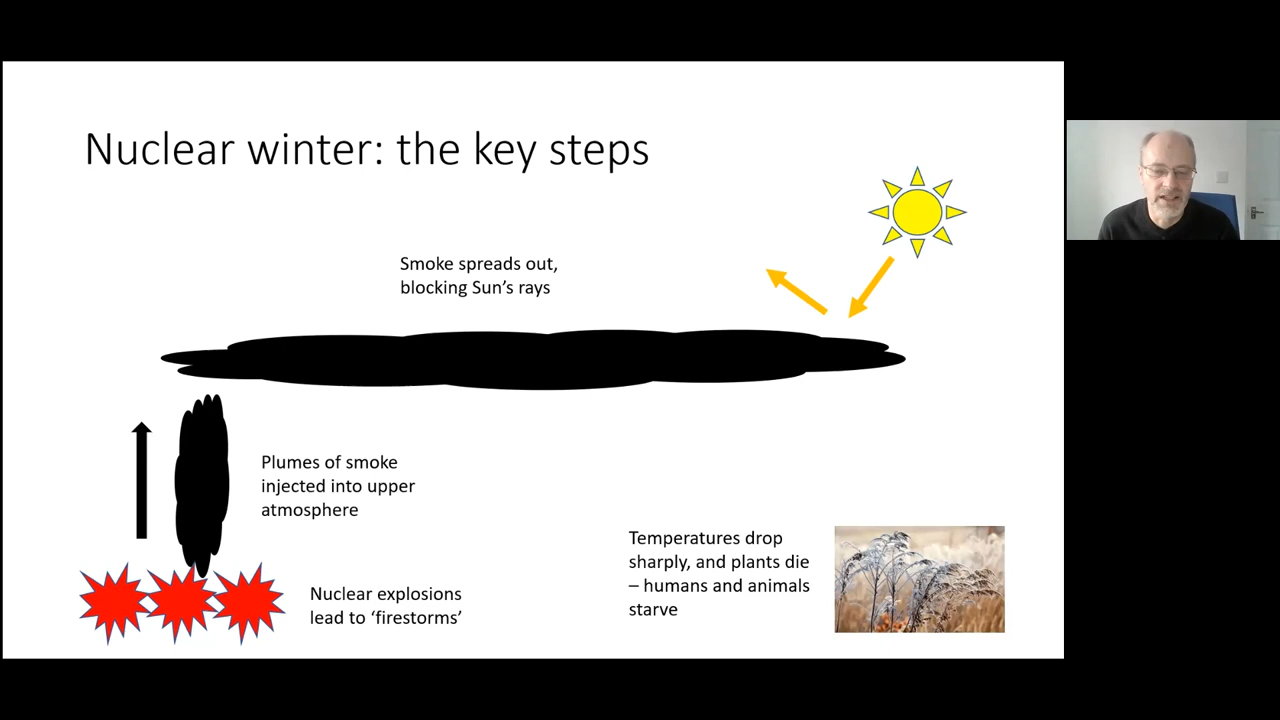 Nuclear winter: the key steps
Smoke spreads out,
blocking Sun’s rays
Plumes of smoke
injected into upper
atmosphere
Nuclear explosions
lead to ‘firestorms’
Temperatures drop
sharply, and plants die
– humans and animals
starve